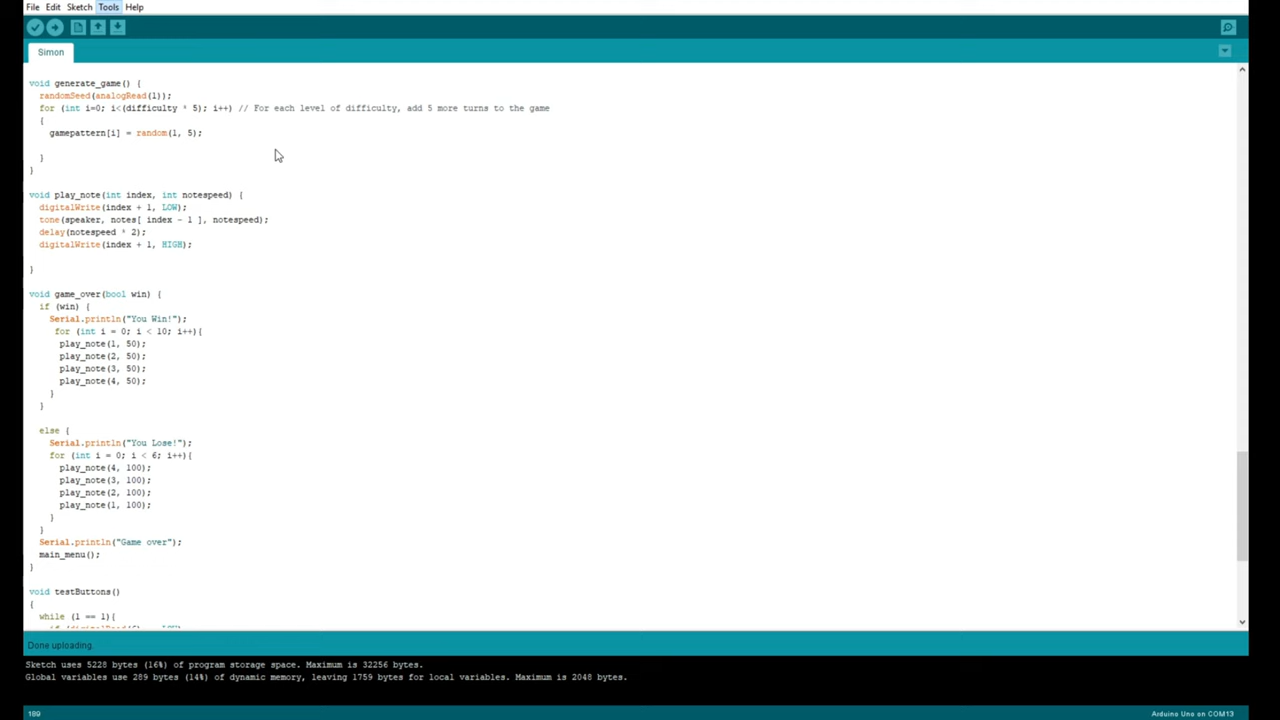 File Edit Sketch Tools Help
Simon
void generate_game() {
randomSeed(analogRead(1));
for (int i=0; i<(difficulty * 5); i++) // For each level of difficulty, add 5 more turns to the game
{
gamepattern[i] = random(1, 5);
}
}
void play_note(int index, int notespeed) {
digitalWrite(index + 1, LOW);
tone(speaker, notes[ index - 1 ], notespeed);
delay(notespeed * 2);
digitalWrite(index + 1, HIGH);
}
void game_over(bool win) {
if (win) {
Serial.println("You Win!");
for (int i = 0; i < 10; i++){
play_note(1, 50);
play_note(2, 50);
play_note(3, 50);
play_note(4, 50);
}
}
else {
Serial.println("You Lose!");
for (int i = 0; i < 6; i++){
play_note(4, 100);
play_note(3, 100);
play_note(2, 100);
play_note(1, 100);
}
}
Serial.println("Game over");
main_menu();
}
void testButtons()
{
while (1 == 1){
Done uploading.
Sketch uses 5228 bytes (16%) of program storage space. Maximum is 32256 bytes.
Global variables use 289 bytes (14%) of dynamic memory, leaving 1759 bytes for local variables. Maximum is 2048 bytes.
189 Arduino Uno on COM13